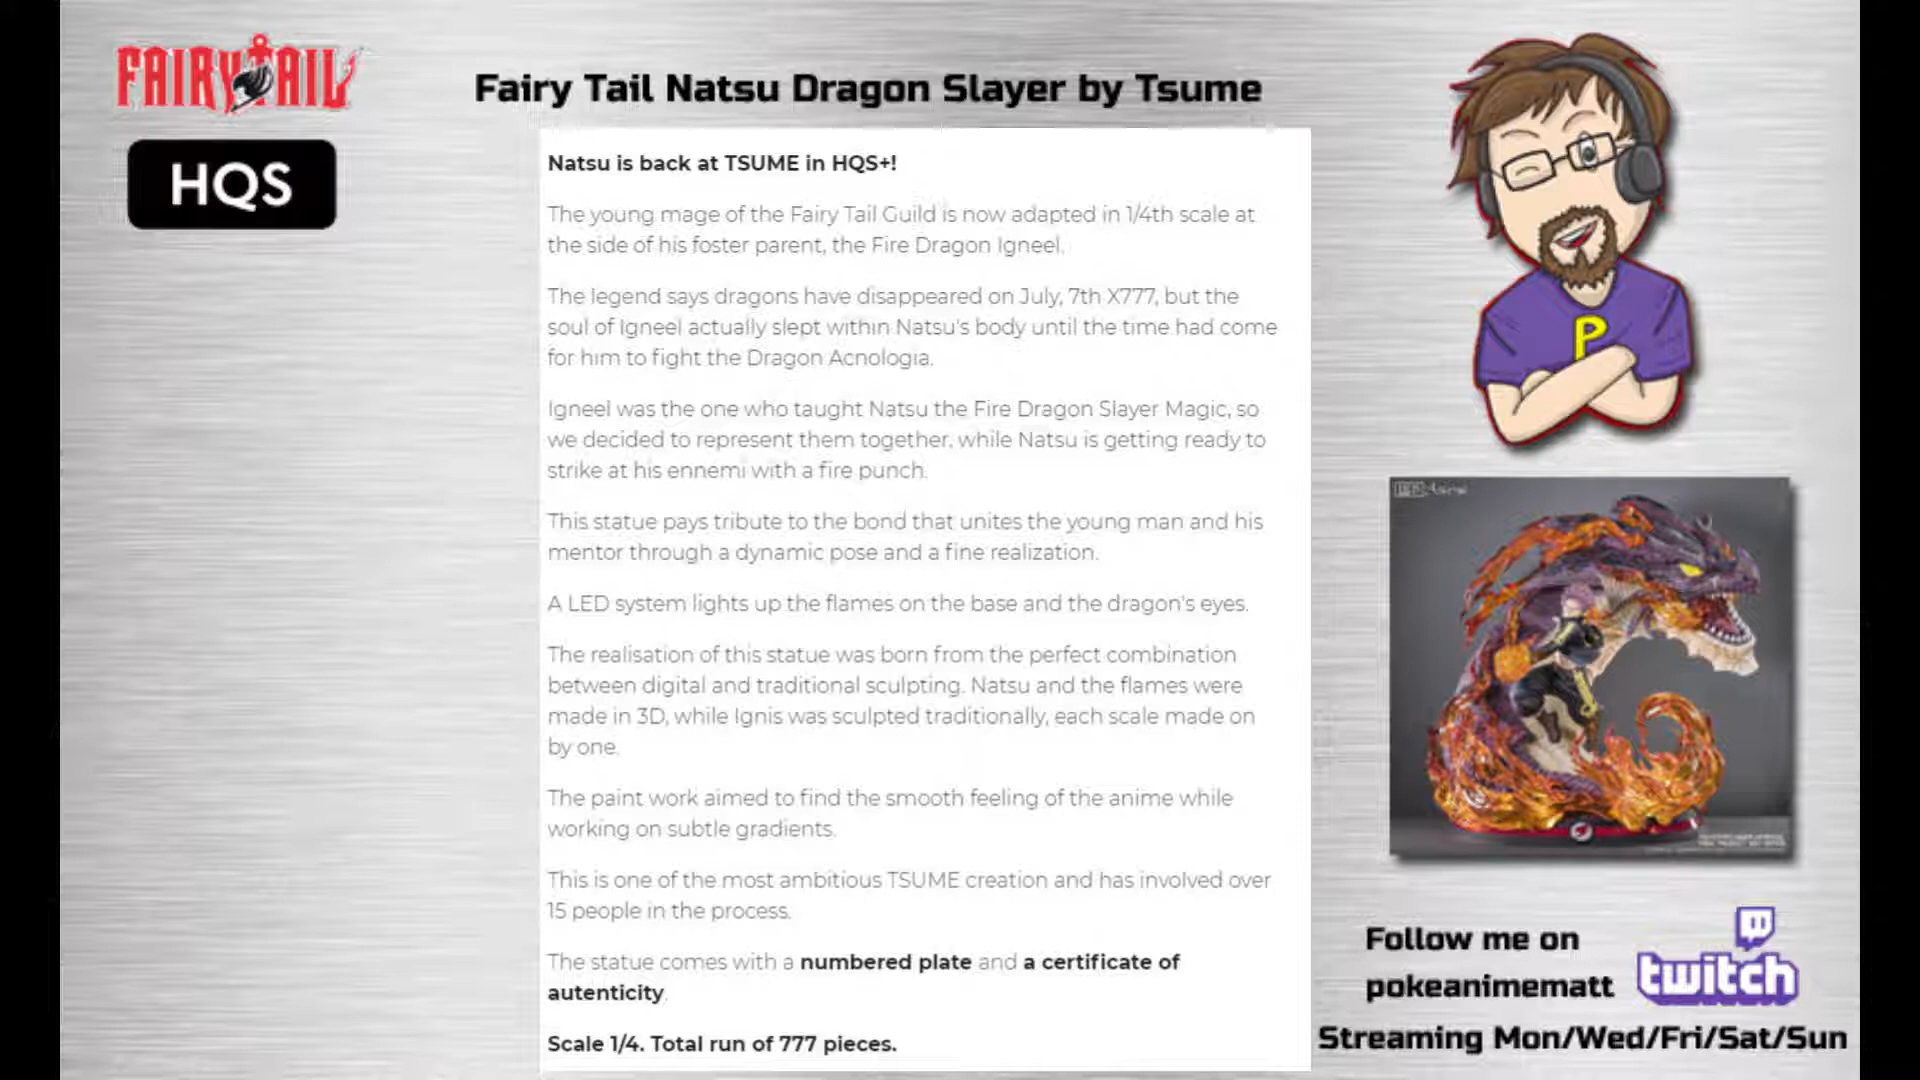 FAIRY TAIL
HQS
Fairy Tail Natsu Dragon Slayer by Tsume
Natsu is back at TSUME in HQS+!
The young mage of the Fairy Tail Guild is now adapted in 1/4th scale at
the side of his foster parent, the Fire Dragon Igneel.
The legend says dragons have disappeared on July, 7th X777, but the
soul of Igneel actually slept within Natsu's body until the time had come
for him to fight the Dragon Acnologia.
Igneel was the one who taught Natsu the Fire Dragon Slayer Magic, so
we decided to represent them together, while Natsu is getting ready to
strike at his ennemi with a fire punch.
This statue pays tribute to the bond that unites the young man and his
mentor through a dynamic pose and a fine realization.
A LED system lights up the flames on the base and the dragon's eyes.
The realisation of this statue was born from the perfect combination
between digital and traditional sculpting. Natsu and the flames were
made in 3D, while Ignis was sculpted traditionally, each scale made on
by one.
The paint work aimed to find the smooth feeling of the anime while
working on subtle gradients.
This is one of the most ambitious TSUME creation and has involved over
15 people in the process.
The statue comes with a numbered plate and a certificate of
autenticity.
Scale 1/4. Total run of 777 pieces.
P
Follow me on
pokeanimematt
twitch
Streaming Mon/Wed/Fri/Sat/Sun